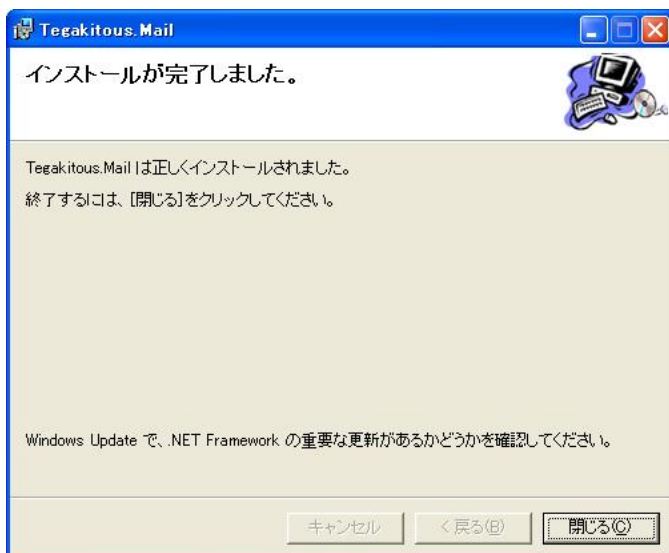 Tegakitous.Mail
インストールが完了しました。
Tegakitous.Mail は正しくインストールされました。
終了するには、[閉じる]をクリックしてください。
Windows Update で、.NET Framework の重要な更新があるかどうかを確認してください。
キャンセル
< 戻る(B)
閉じる(C)